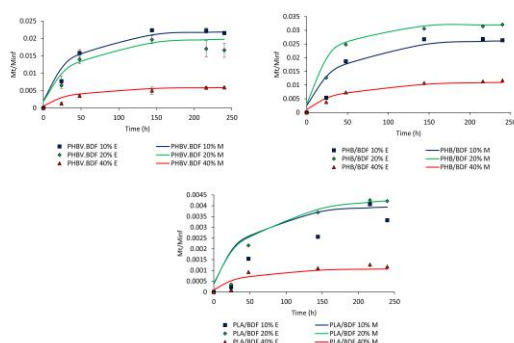 0.025
0.02
0.015
0.01
0.005
0
Mt/Minf
0 50 100 150 200 250
Time (h)
PHBV.BDF 10% E PHBV.BDF 10% M
PHBV.BDF 20% E PHBV.BDF 20% M
PHBV.BDF 40% E PHBV.BDF 40% M
0.035
0.03
0.025
0.02
0.015
0.01
0.005
0
Mt/Minf
0 50 100 150 200 250
Time (h)
PHB/BDF 10% E PHB/BDF 10% M
PHB/BDF 20% E PHB/BDF 20% M
PHB/BDF 40% E PHB/BDF 40% M
0.0045
0.004
0.0035
0.003
0.0025
0.002
0.0015
0.001
0.0005
0
Mt/Minf
0 50 100 150 200 250
Time (h)
PLA/BDF 10% E PLA/BDF 10% M
PLA/BDF 20% E PLA/BDF 20% M
PLA/BDF 40% E PLA/BDF 40% M